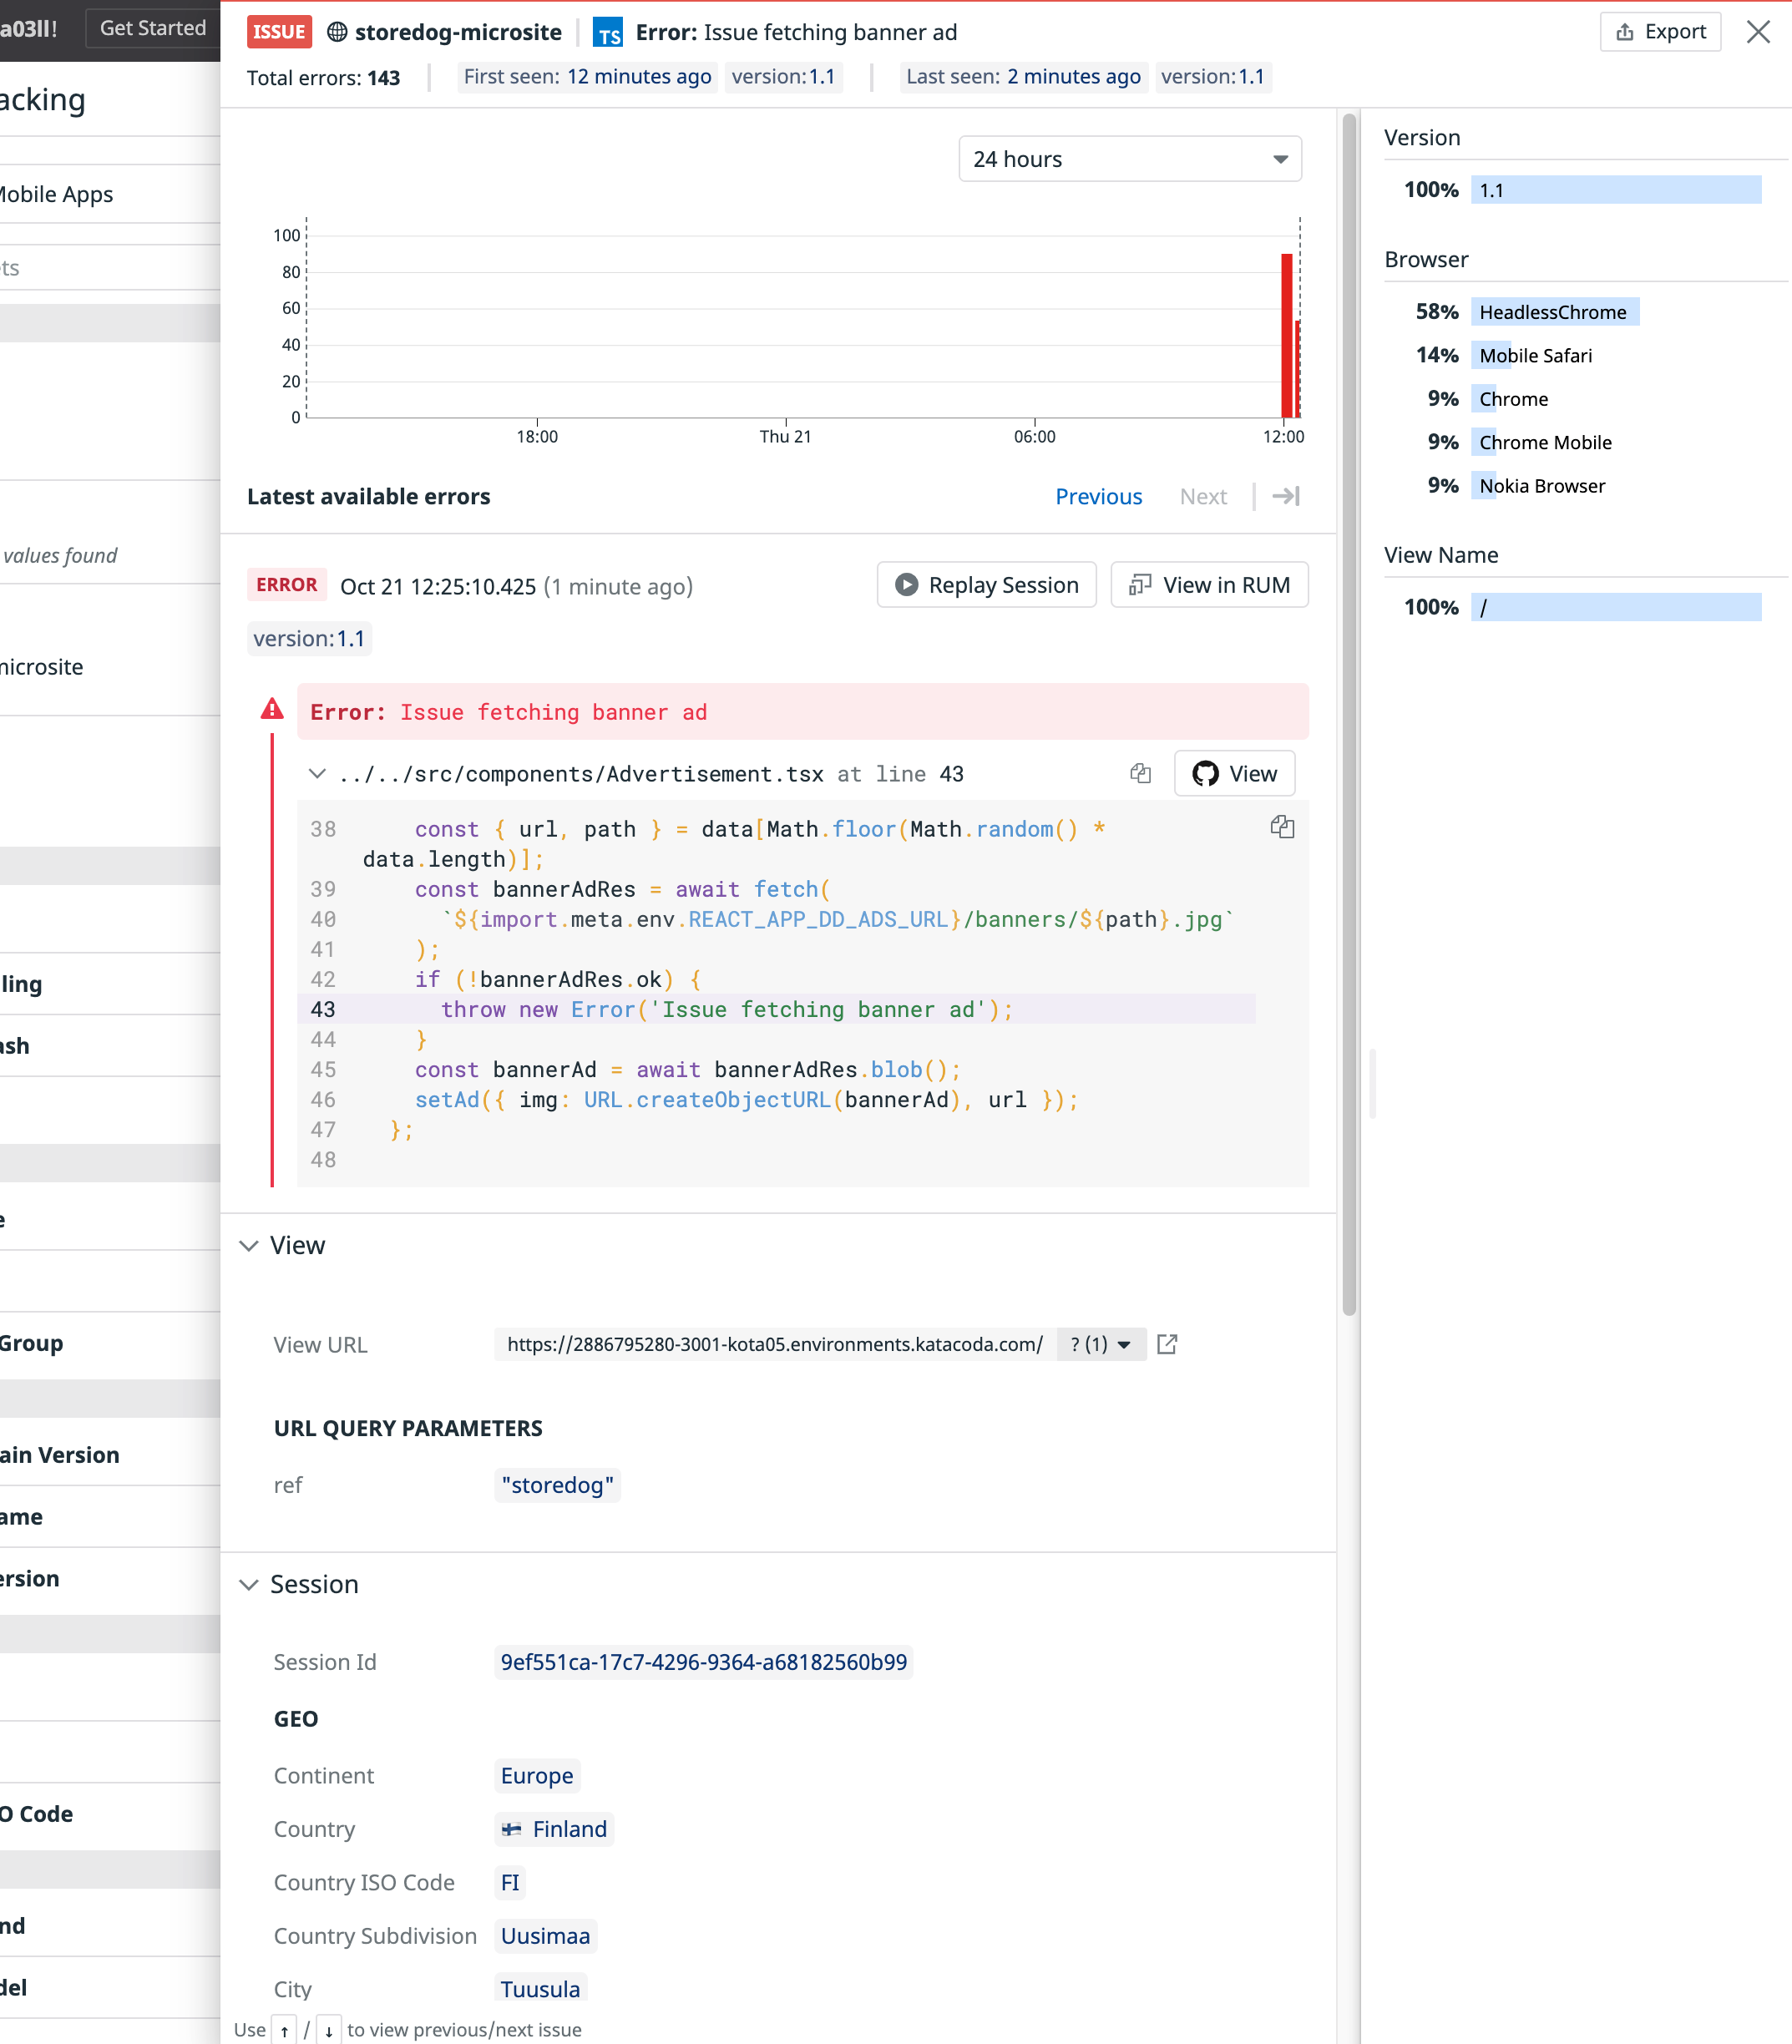 a03ll!
Get Started
ISSUE storedog-microsite TS Error: Issue fetching banner ad
Export
Total errors: 143
First seen: 12 minutes ago version:1.1
Last seen: 2 minutes ago version:1.1
acking
Mobile Apps
ts
values found
microsite
ling
ash
e
Group
ain Version
ame
ersion
O Code
nd
del
24 hours
100
80
60
40
20
0
18:00 Thu 21 06:00 12:00
Latest available errors
Previous Next
ERROR Oct 21 12:25:10.425 (1 minute ago)
Replay Session
View in RUM
version:1.1
Error: Issue fetching banner ad
../../src/components/Advertisement.tsx at line 43
View
38 const { url, path } = data[Math.floor(Math.random() *
data.length)];
39 const bannerAdRes = await fetch(
40 `${import.meta.env.REACT_APP_DD_ADS_URL}/banners/${path}.jpg`
41 );
42 if (!bannerAdRes.ok) {
43 throw new Error('Issue fetching banner ad');
44 }
45 const bannerAd = await bannerAdRes.blob();
46 setAd({ img: URL.createObjectURL(bannerAd), url });
47 };
48
View
View URL https://2886795280-3001-kota05.environments.katacoda.com/ ? (1)
URL QUERY PARAMETERS
ref "storedog"
Session
Session Id 9ef551ca-17c7-4296-9364-a68182560b99
GEO
Continent Europe
Country Finland
Country ISO Code FI
Country Subdivision Uusimaa
City Tuusula
Use ↑ / ↓ to view previous/next issue
Version
100% 1.1
Browser
58% HeadlessChrome
14% Mobile Safari
9% Chrome
9% Chrome Mobile
9% Nokia Browser
View Name
100% /